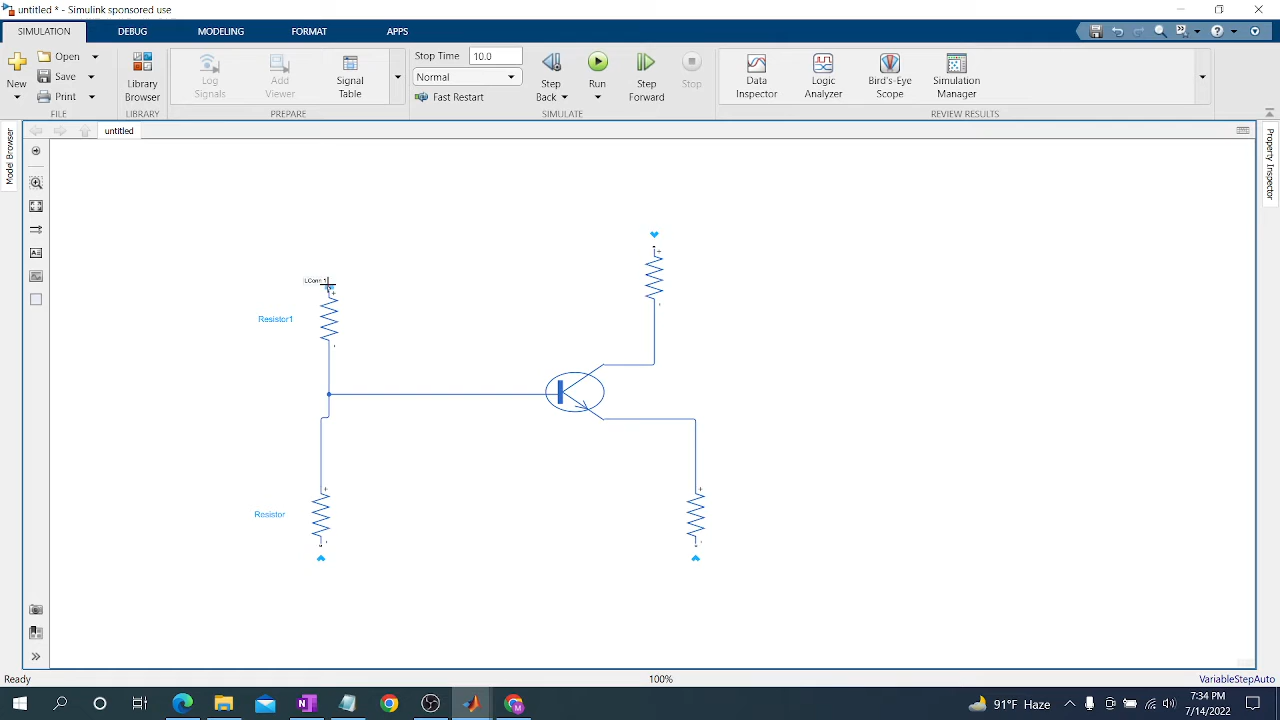 untitled * - Simulink sponsored use
SIMULATION DEBUG MODELING FORMAT APPS
New
Open
Save
Print
FILE
Library
Browser
LIBRARY
Log
Signals
Add
Viewer
Signal
Table
PREPARE
Stop Time 10.0
Normal
Fast Restart
Step
Back
Run
Step
Forward
Stop
SIMULATE
Data
Inspector
Logic
Analyzer
Bird's-Eye
Scope
Simulation
Manager
REVIEW RESULTS
Model Browser
untitled
Property Inspector
LConn 1
Resistor1
Resistor
Ready
100%
VariableStepAuto
91°F Haze
7:34 PM
7/14/2022